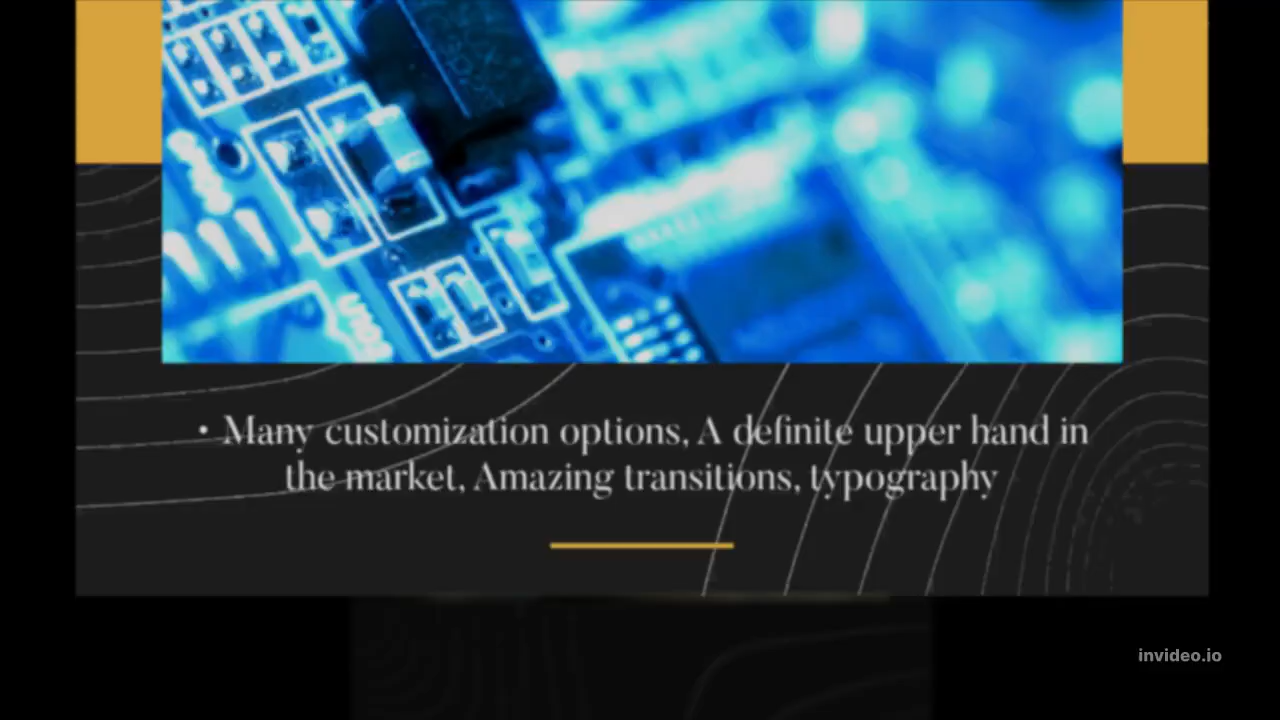 • Many customization options, A definite upper hand in
the market, Amazing transitions, typography
invideo.io